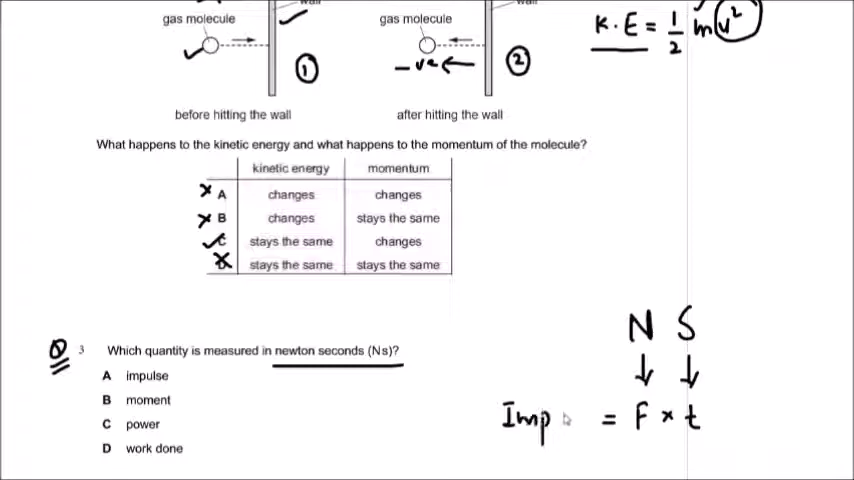 gas molecule
gas molecule
K.E = 1/2 mv²
1
-ve
2
before hitting the wall
after hitting the wall
What happens to the kinetic energy and what happens to the momentum of the molecule?
kinetic energy momentum
A changes changes
B changes stays the same
C stays the same changes
stays the same stays the same
N S
Q 3 Which quantity is measured in newton seconds (Ns)?
A impulse
B moment
Imp = F × t
C power
D work done